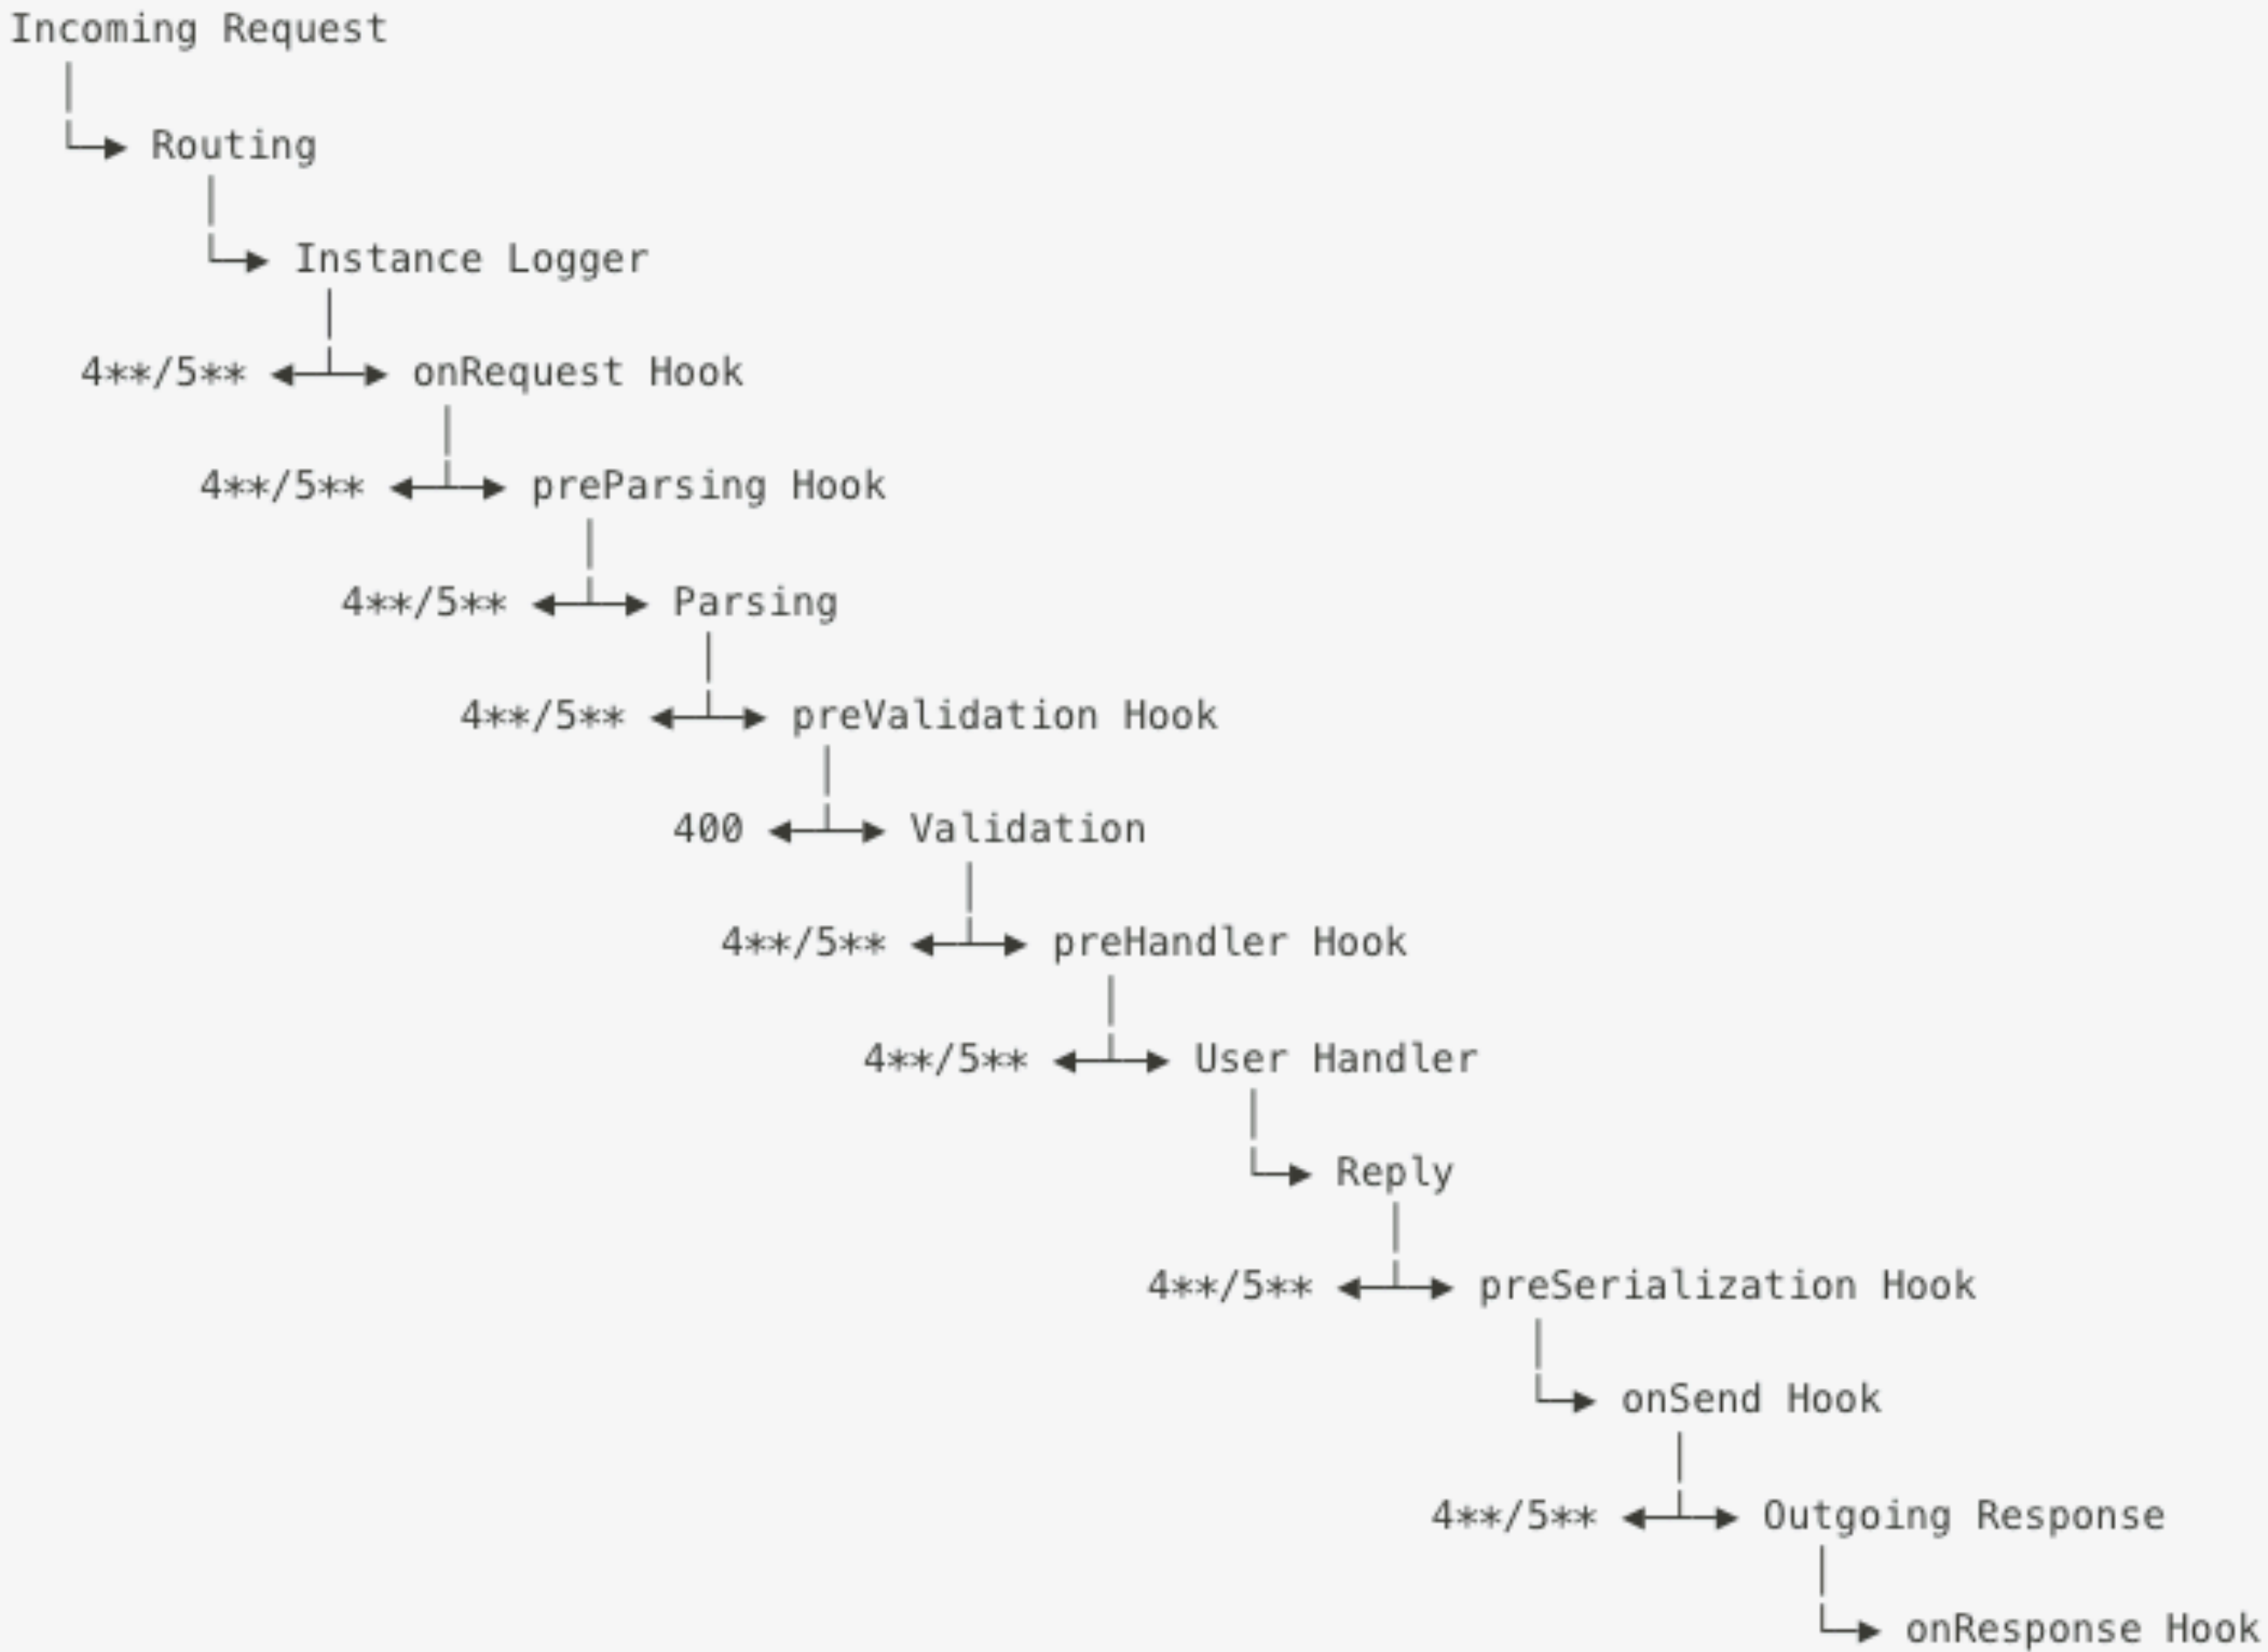 Incoming Request
Routing
Instance Logger
4**/5** onRequest Hook
4**/5** preParsing Hook
4**/5** Parsing
4**/5** preValidation Hook
400 Validation
4**/5** preHandler Hook
4**/5** User Handler
Reply
4**/5** preSerialization Hook
onSend Hook
4**/5** Outgoing Response
onResponse Hook